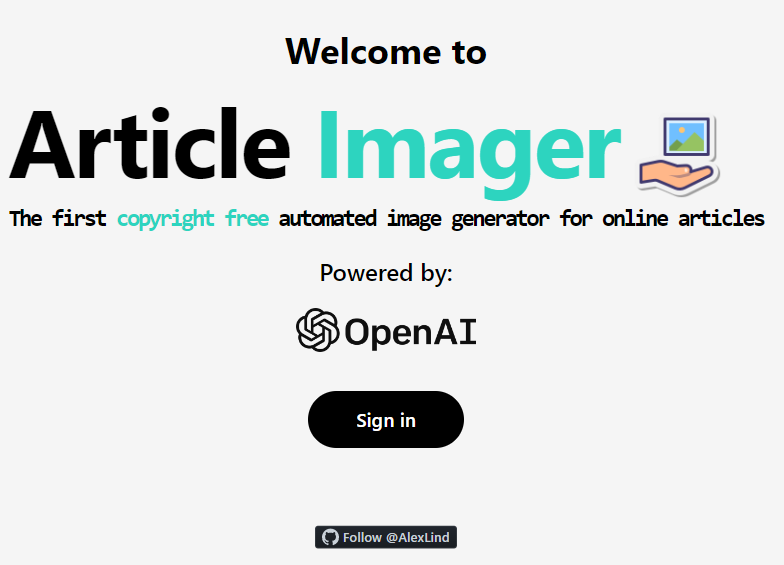 Welcome to
Article Imager
The first copyright free automated image generator for online articles
Powered by:
OpenAI
Sign in
Follow @AlexLind